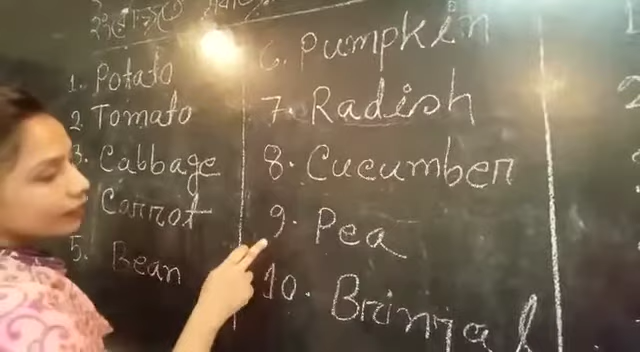 1. Potato
2 Tomato
3. Cabbage
Carrot
5. Bean
6. Pumpkin
7. Radish
8. Cucumber
9. Pea
10. Brinjal